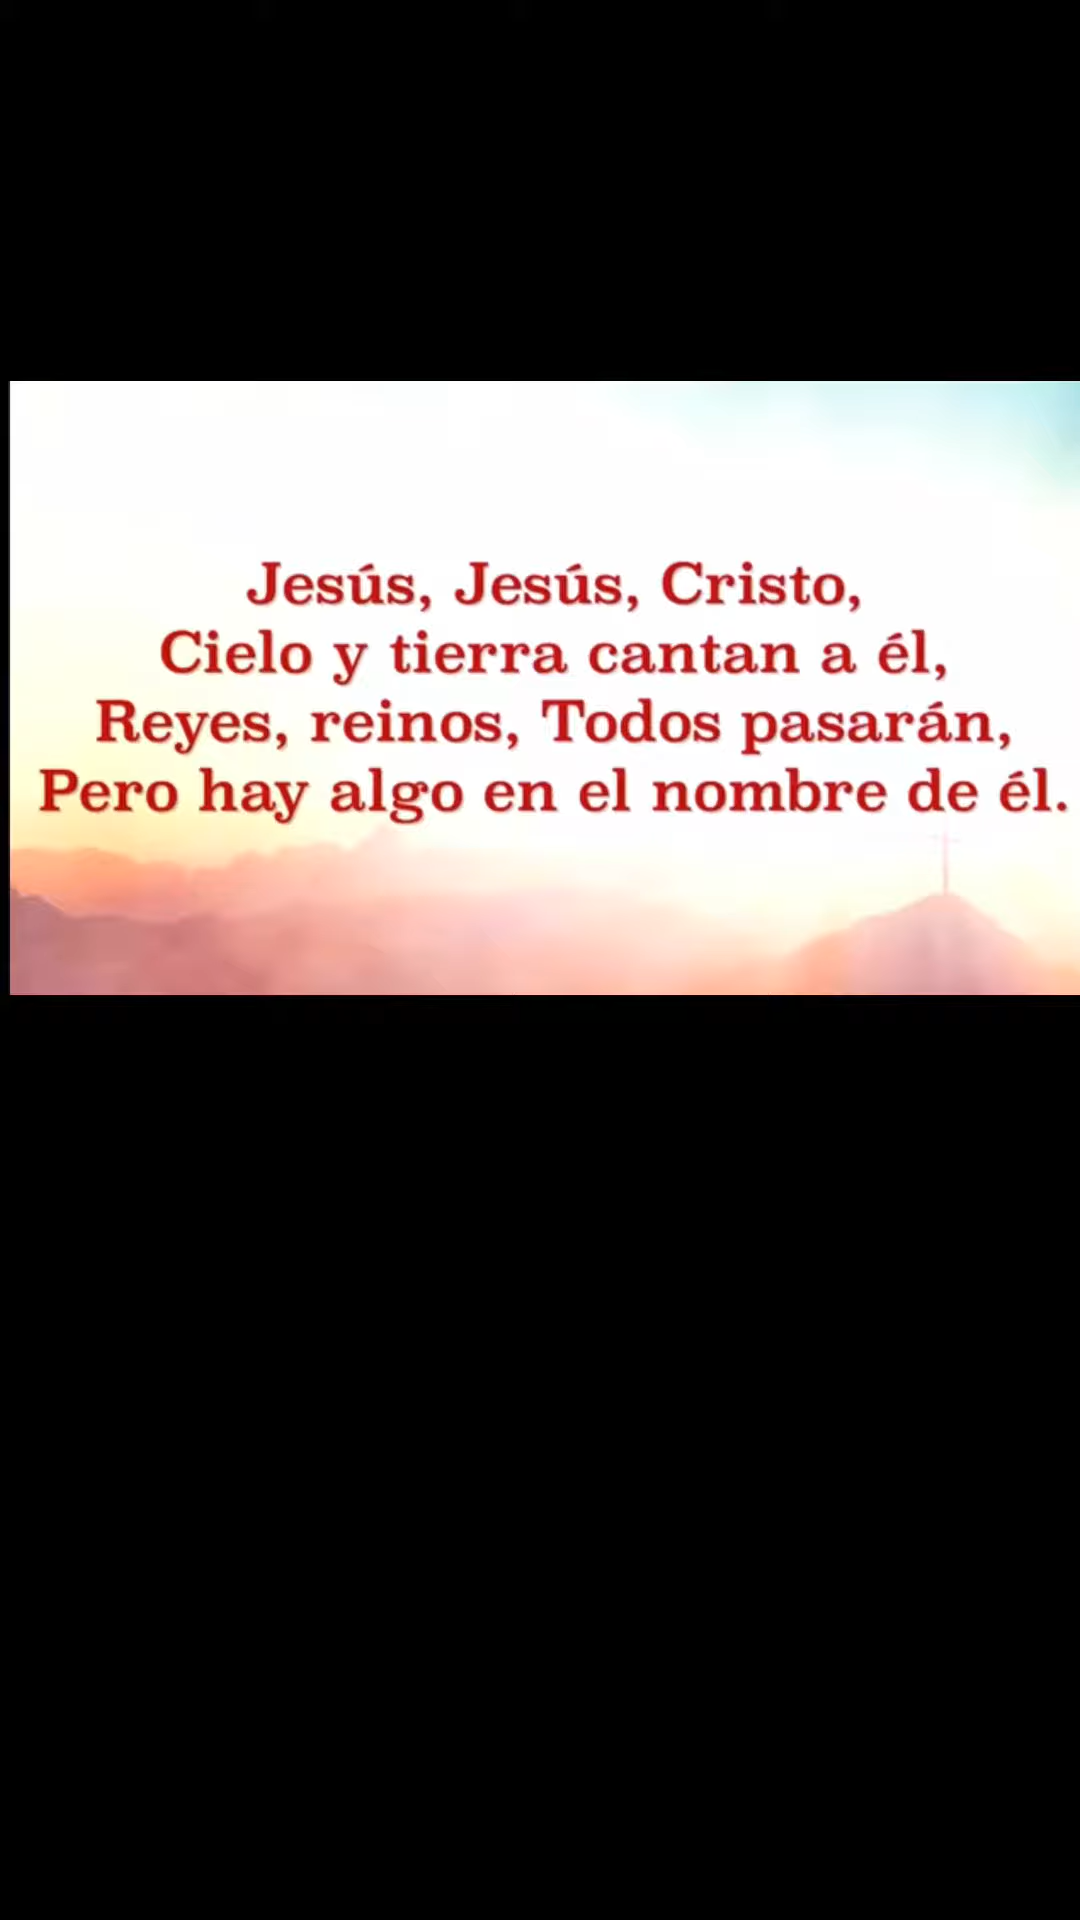 Jesús, Jesús, Cristo,
Cielo y tierra cantan a él,
Reyes, reinos, Todos pasarán,
Pero hay algo en el nombre de él.